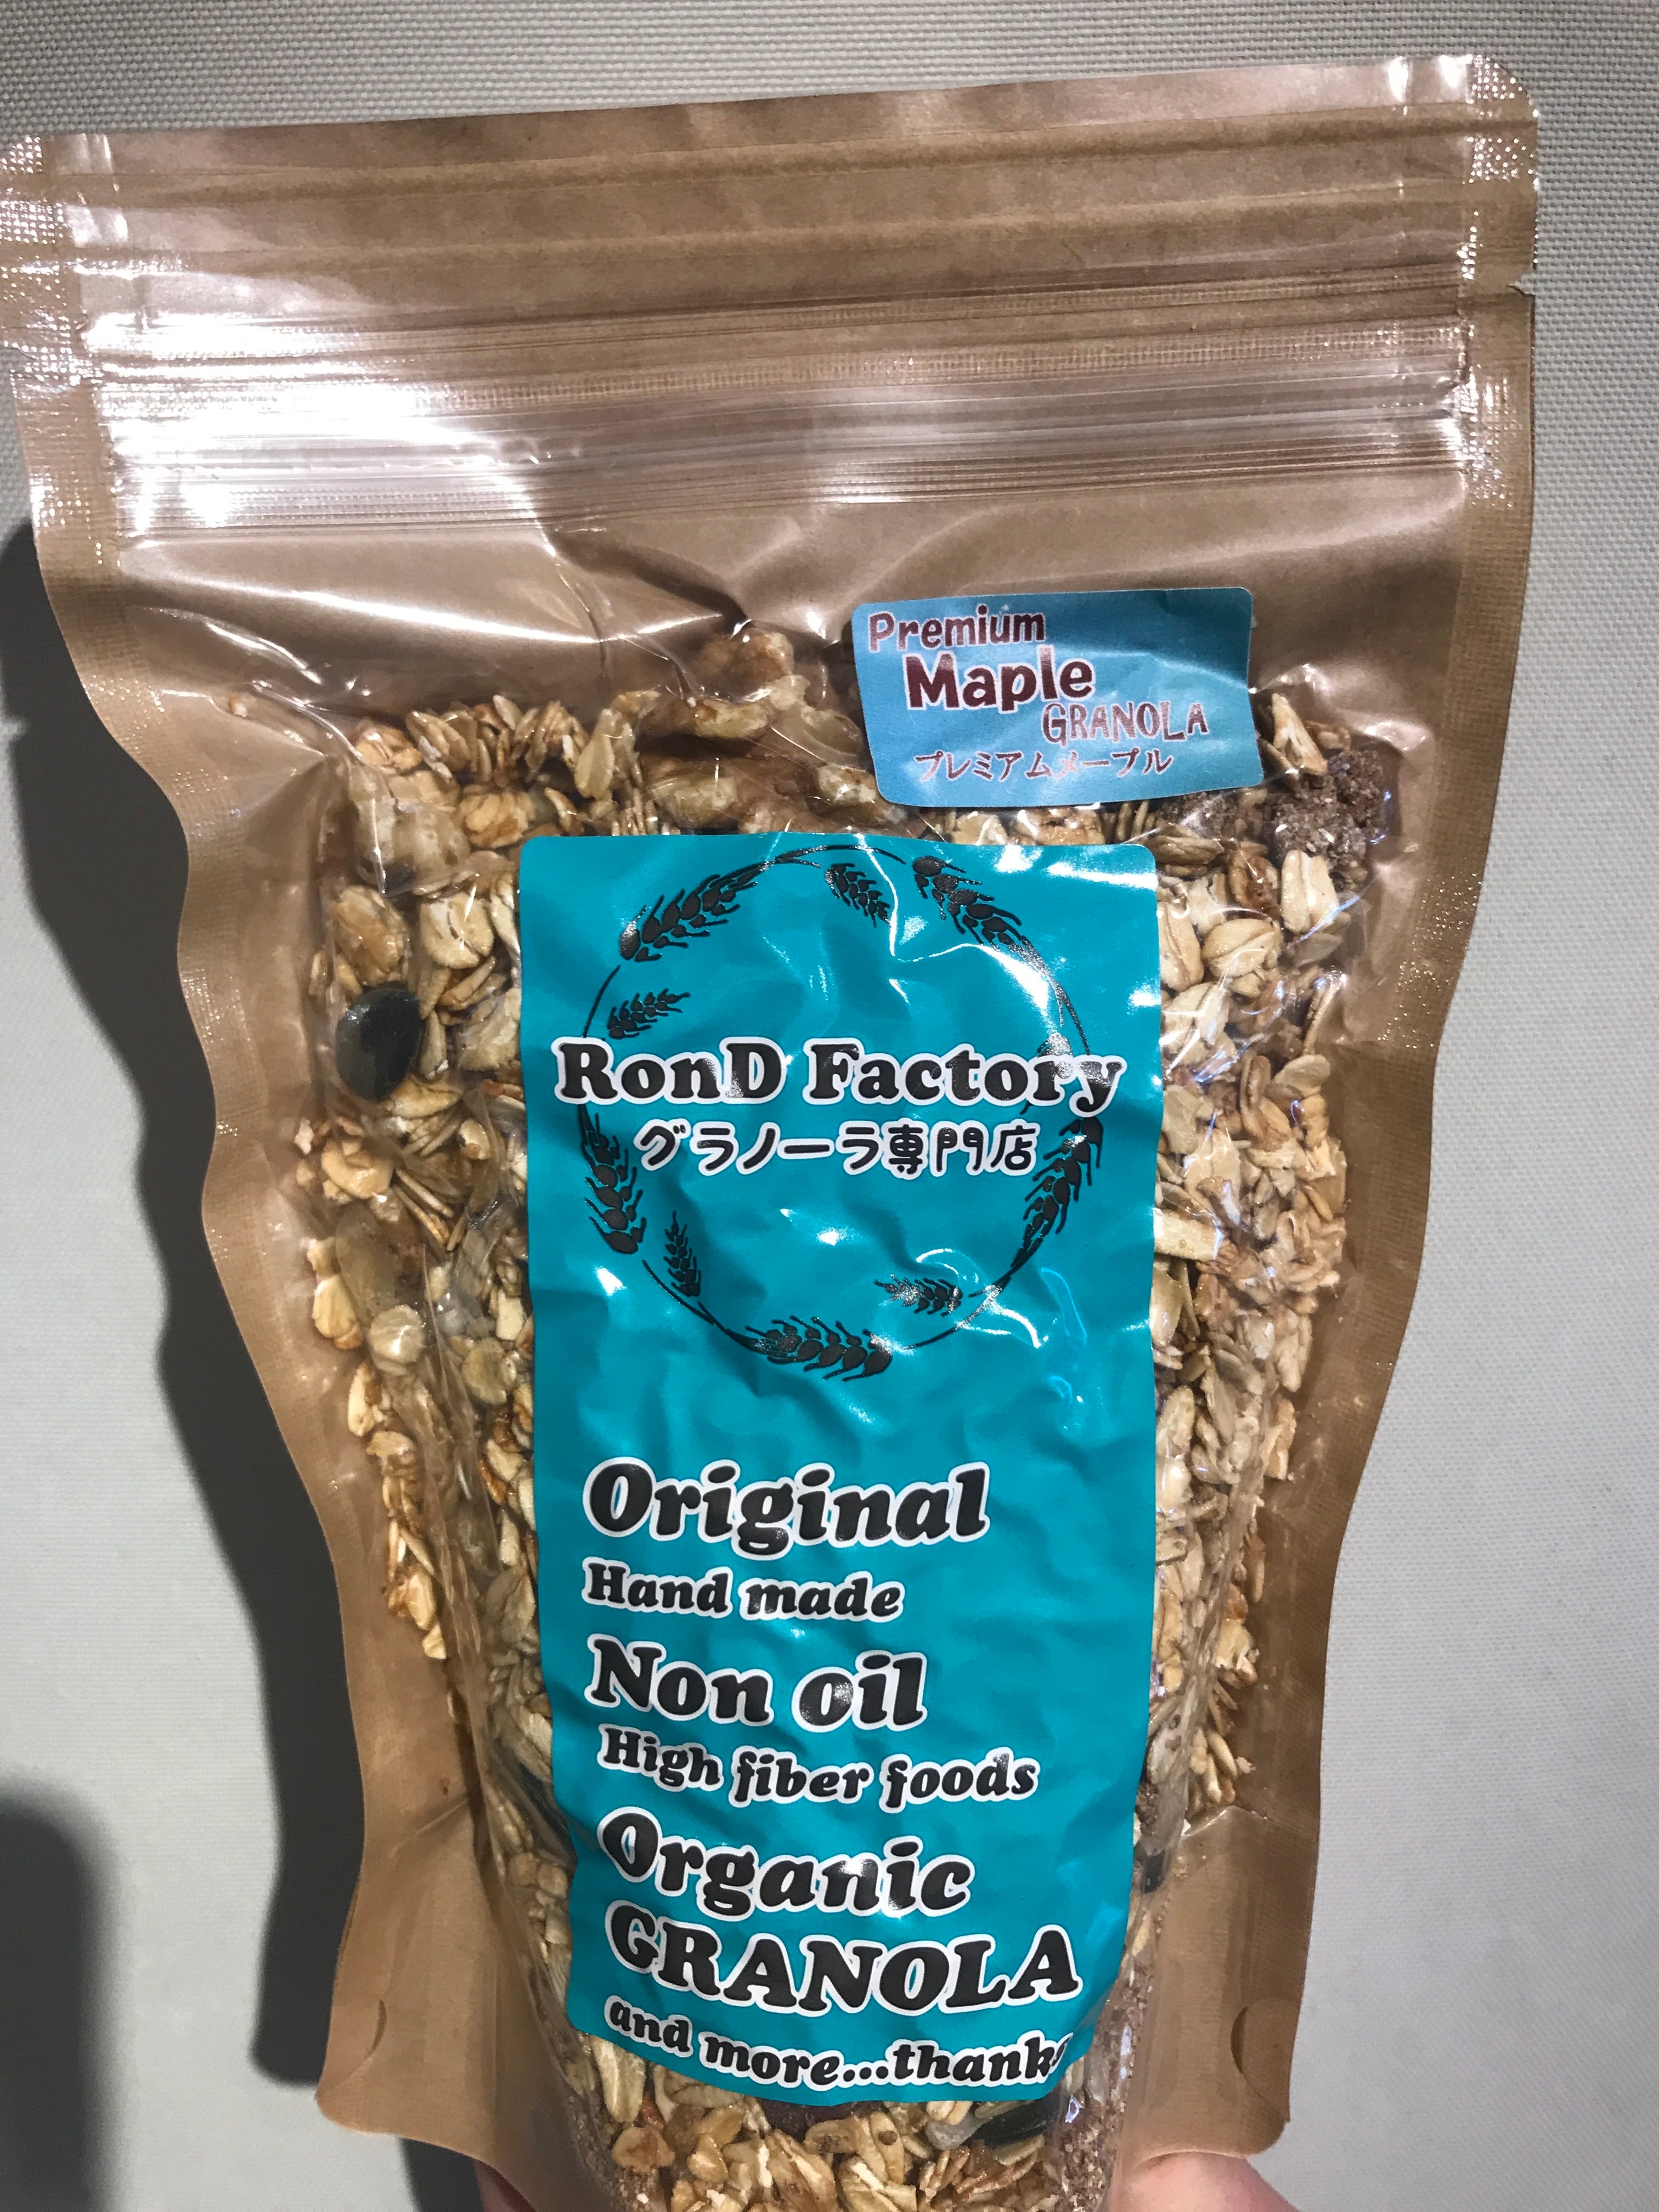 Premium
Maple
GRANOLA
プレミアムメープル
RonD Factory
グラノーラ専門店
Original
Hand made
Non oil
High fiber foods
Organic
GRANOLA
and more...thanks